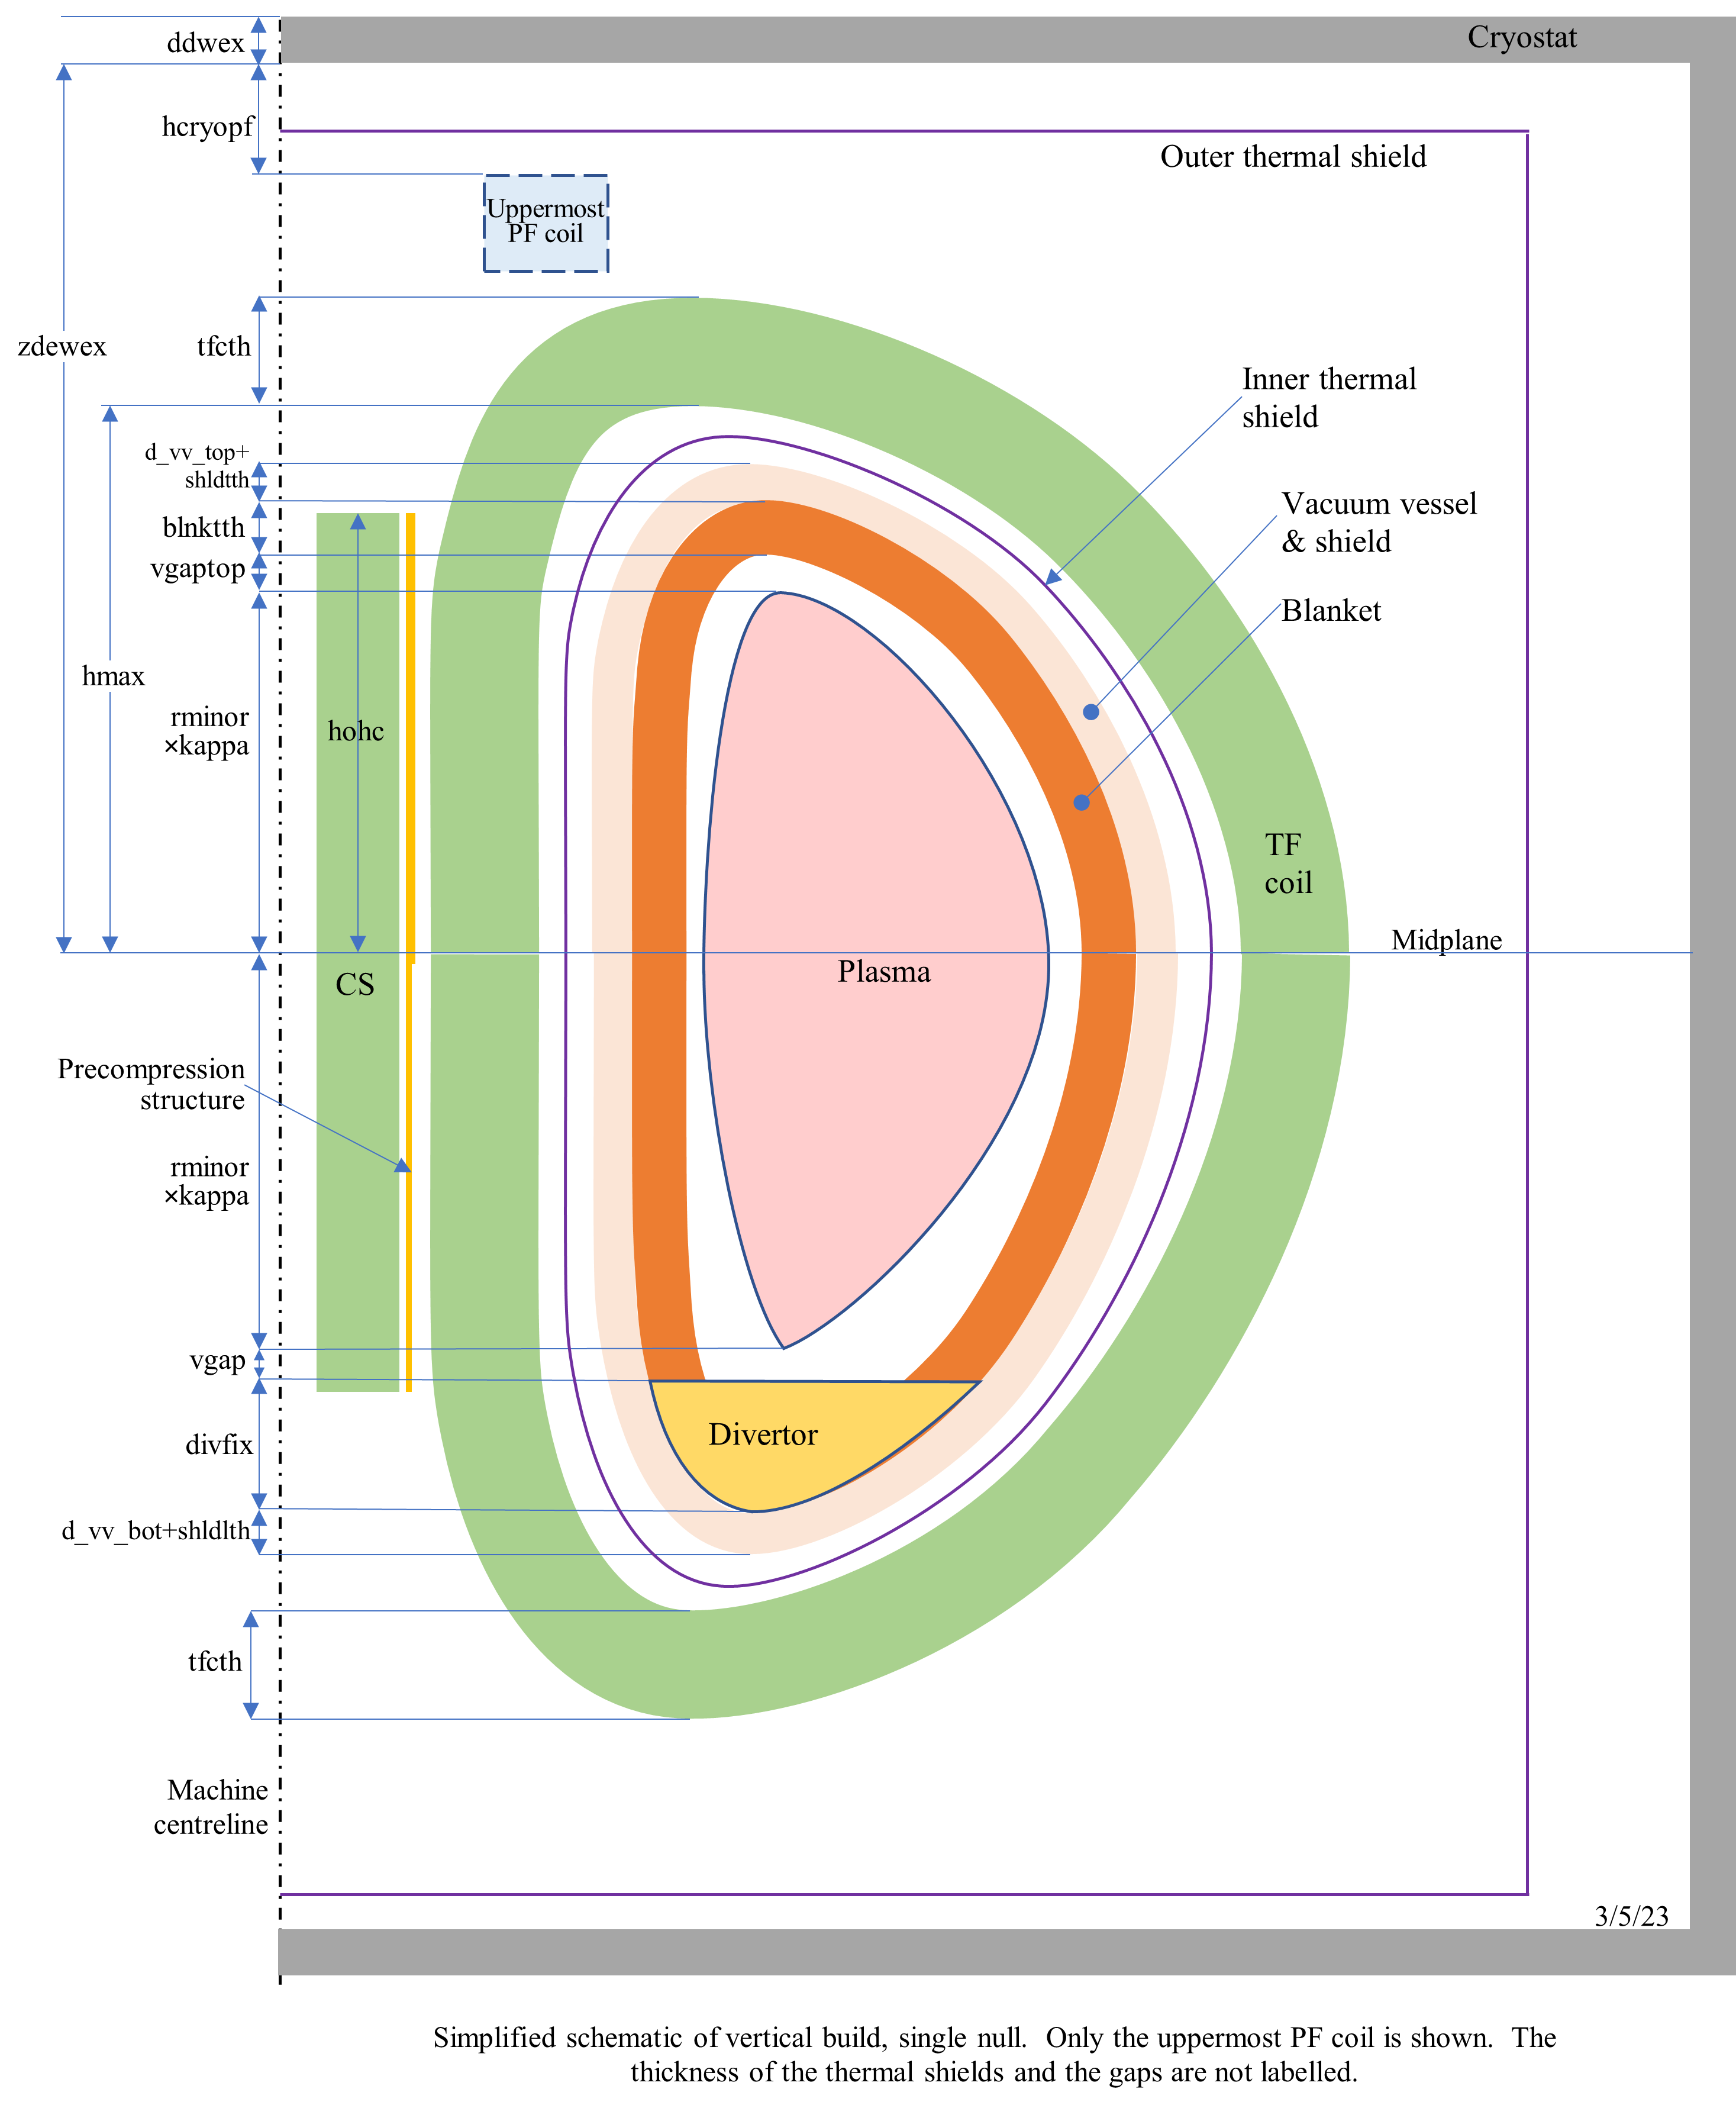 ddwex
Cryostat
hcryopf
Outer thermal shield
Uppermost
PF coil
zdewex
tfcth
Inner thermal
shield
d_vv_top+
shldtth
blnktth
vgaptop
Vacuum vessel
& shield
Blanket
hmax
rminor
×kappa
hohc
TF
coil
Midplane
CS
Plasma
Precompression
structure
rminor
×kappa
vgap
divfix
Divertor
d_vv_bot+shldlth
tfcth
Machine
centreline
3/5/23
Simplified schematic of vertical build, single null.  Only the uppermost PF coil is shown.  The
thickness of the thermal shields and the gaps are not labelled.